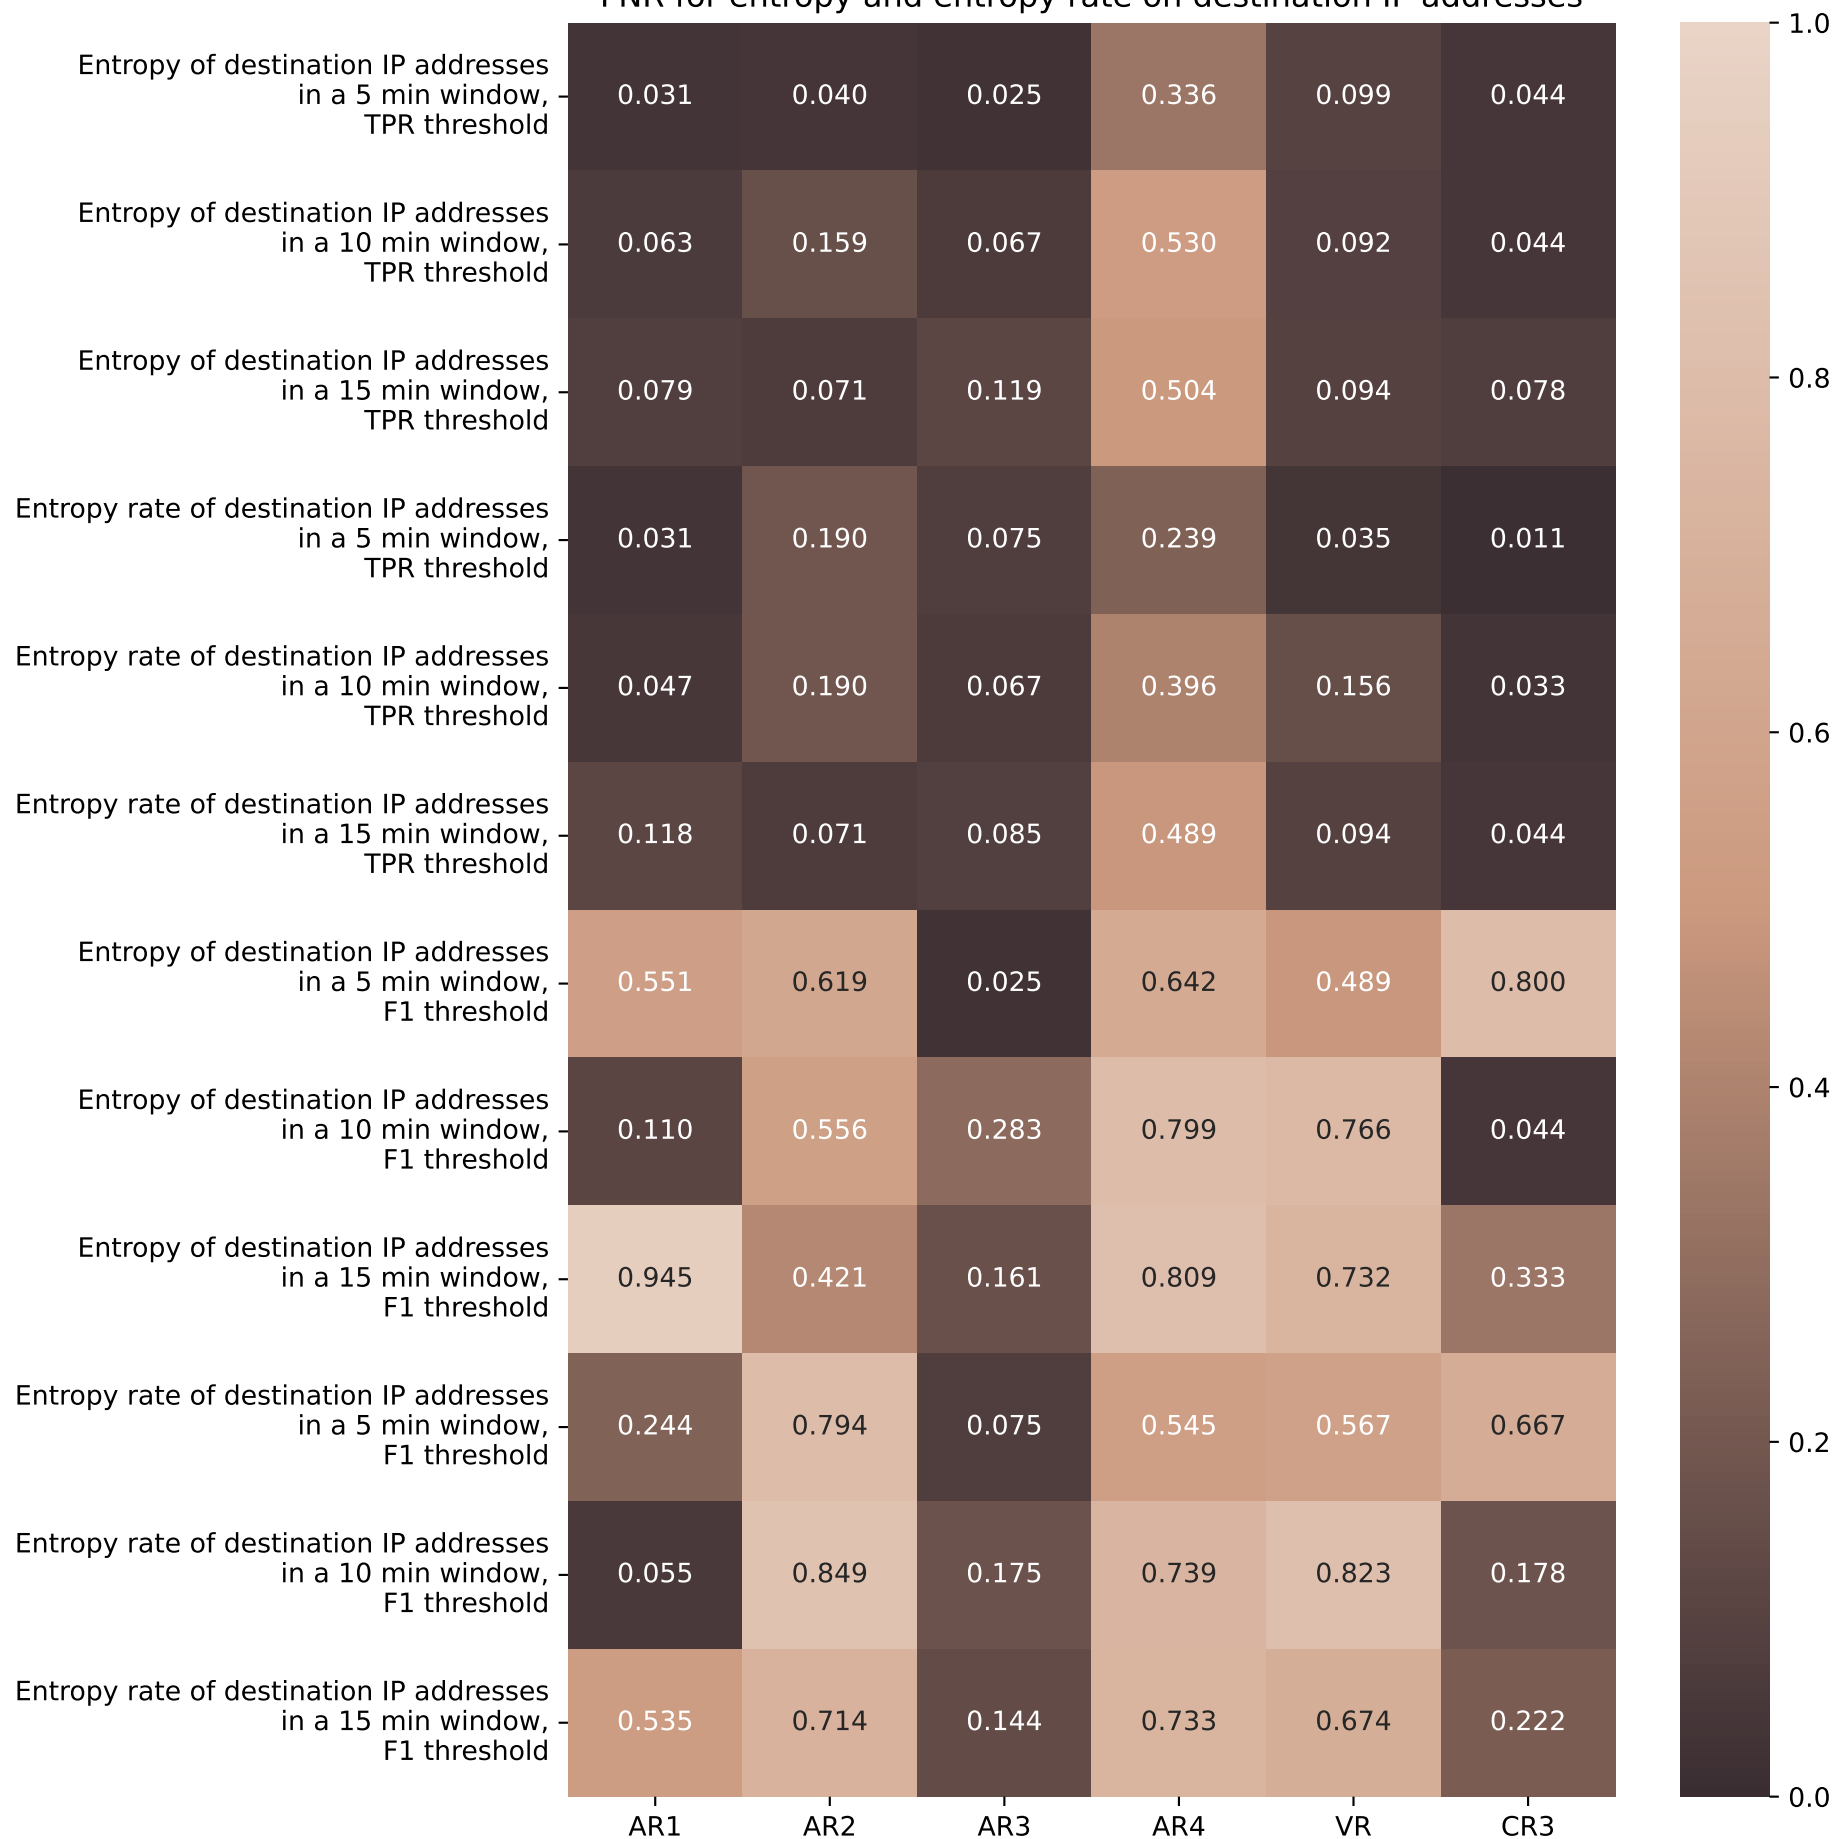 FNR for entropy and entropy rate on destination IP addresses
Entropy of destination IP addresses
in a 5 min window,
TPR threshold
0.031 0.040 0.025 0.336 0.099 0.044
Entropy of destination IP addresses
in a 10 min window,
TPR threshold
0.063 0.159 0.067 0.530 0.092 0.044
Entropy of destination IP addresses
in a 15 min window,
TPR threshold
0.079 0.071 0.119 0.504 0.094 0.078
Entropy rate of destination IP addresses
in a 5 min window,
TPR threshold
0.031 0.190 0.075 0.239 0.035 0.011
Entropy rate of destination IP addresses
in a 10 min window,
TPR threshold
0.047 0.190 0.067 0.396 0.156 0.033
Entropy rate of destination IP addresses
in a 15 min window,
TPR threshold
0.118 0.071 0.085 0.489 0.094 0.044
Entropy of destination IP addresses
in a 5 min window,
F1 threshold
0.551 0.619 0.025 0.642 0.489 0.800
Entropy of destination IP addresses
in a 10 min window,
F1 threshold
0.110 0.556 0.283 0.799 0.766 0.044
Entropy of destination IP addresses
in a 15 min window,
F1 threshold
0.945 0.421 0.161 0.809 0.732 0.333
Entropy rate of destination IP addresses
in a 5 min window,
F1 threshold
0.244 0.794 0.075 0.545 0.567 0.667
Entropy rate of destination IP addresses
in a 10 min window,
F1 threshold
0.055 0.849 0.175 0.739 0.823 0.178
Entropy rate of destination IP addresses
in a 15 min window,
F1 threshold
0.535 0.714 0.144 0.733 0.674 0.222
AR1 AR2 AR3 AR4 VR CR3
1.0
0.8
0.6
0.4
0.2
0.0